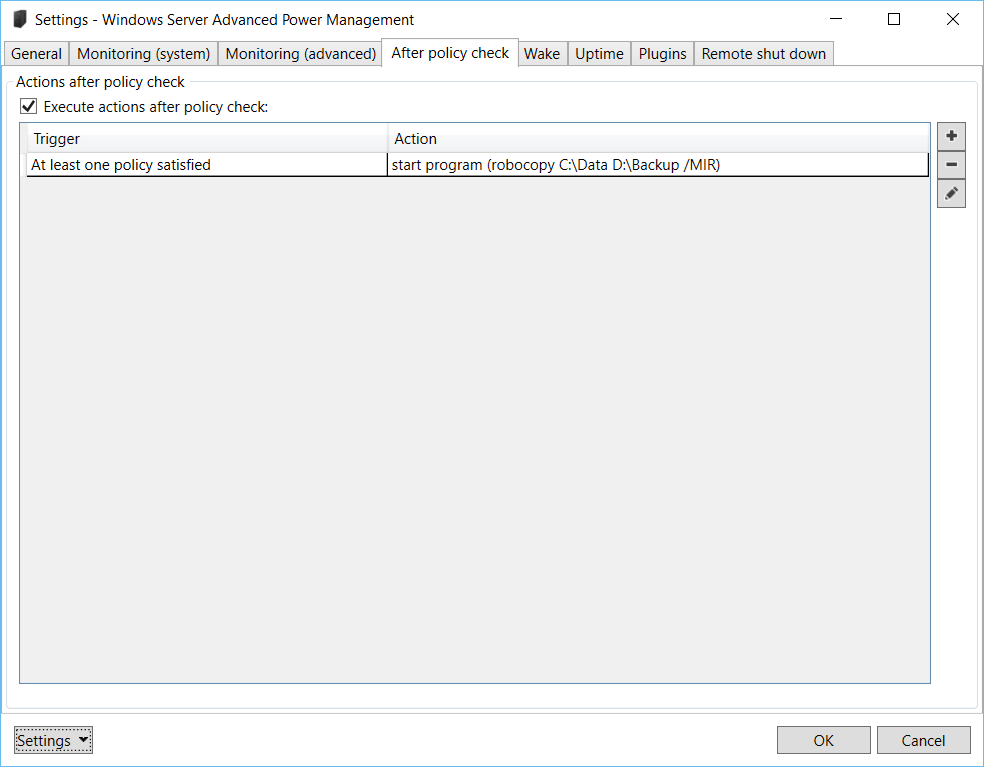 Settings - Windows Server Advanced Power Management
General Monitoring (system) Monitoring (advanced) After policy check Wake Uptime Plugins Remote shut down
Actions after policy check
Execute actions after policy check:
Trigger Action
At least one policy satisfied start program (robocopy C:\Data D:\Backup /MIR)
Settings OK Cancel